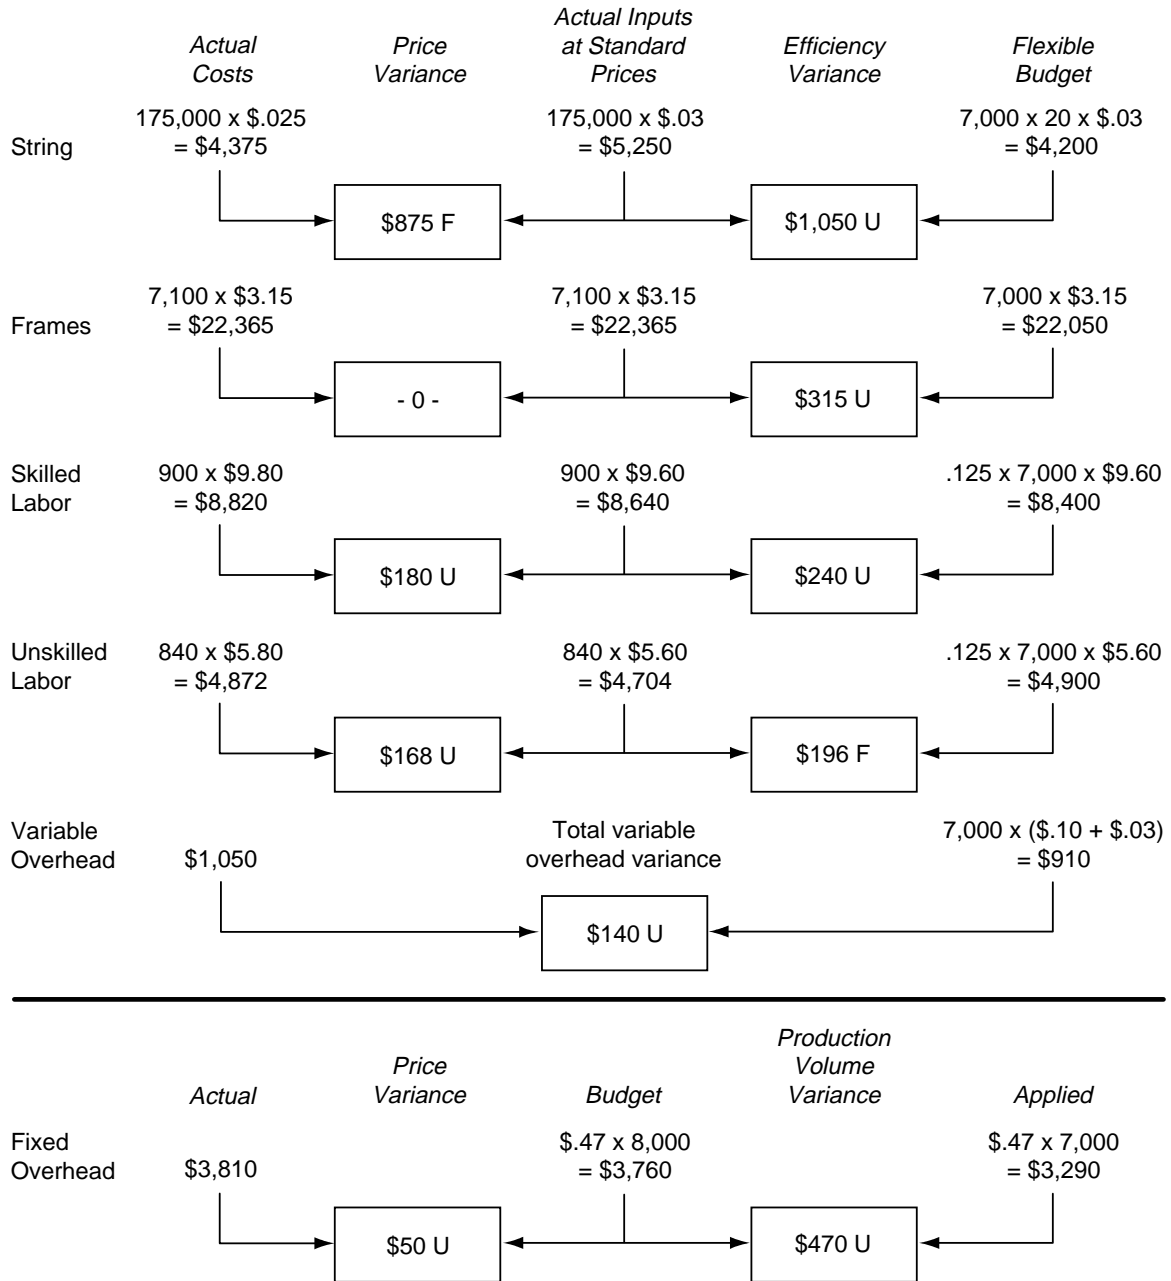 Actual Costs
Price Variance
Actual Inputs at Standard Prices
Efficiency Variance
Flexible Budget
String
175,000 x $.025
= $4,375
175,000 x $.03
= $5,250
7,000 x 20 x $.03
= $4,200
$875 F
$1,050 U
Frames
7,100 x $3.15
= $22,365
7,100 x $3.15
= $22,365
7,000 x $3.15
= $22,050
- 0 -
$315 U
Skilled
Labor
900 x $9.80
= $8,820
900 x $9.60
= $8,640
.125 x 7,000 x $9.60
= $8,400
$180 U
$240 U
Unskilled
Labor
840 x $5.80
= $4,872
840 x $5.60
= $4,704
.125 x 7,000 x $5.60
= $4,900
$168 U
$196 F
Variable
Overhead
$1,050
Total variable
overhead variance
7,000 x ($.10 + $.03)
= $910
$140 U
Actual
Price
Variance
Budget
Production
Volume
Variance
Applied
Fixed
Overhead
$3,810
$.47 x 8,000
= $3,760
$.47 x 7,000
= $3,290
$50 U
$470 U